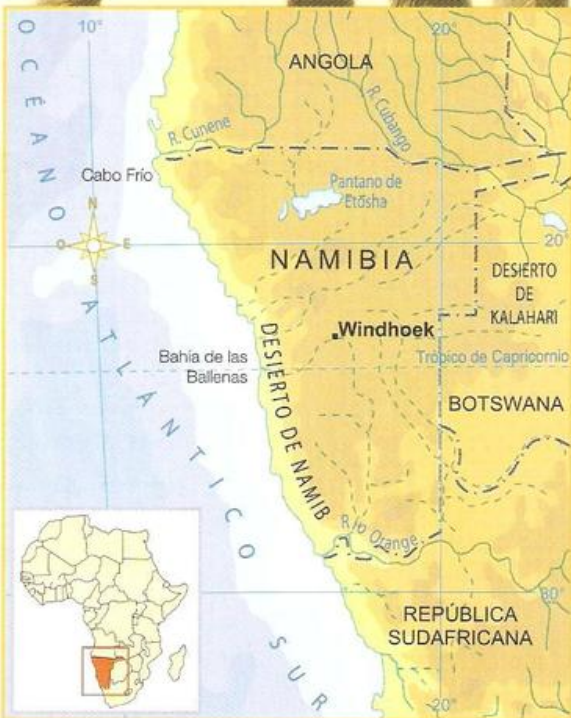 10°
20°
ANGOLA
R. Cunene
R. Cubango
Cabo Frío
Pantano de
Etosha
N
O
E
S
20°
NAMIBIA
DESIERTO
DE
KALAHARI
Windhoek
Bahía de las
Ballenas
Trópico de Capricornio
DESIERTO DE NAMIB
BOTSWANA
Río Orange
30°
REPÚBLICA
SUDAFRICANA
20°
OCÉANO ATLÁNTICO SUR